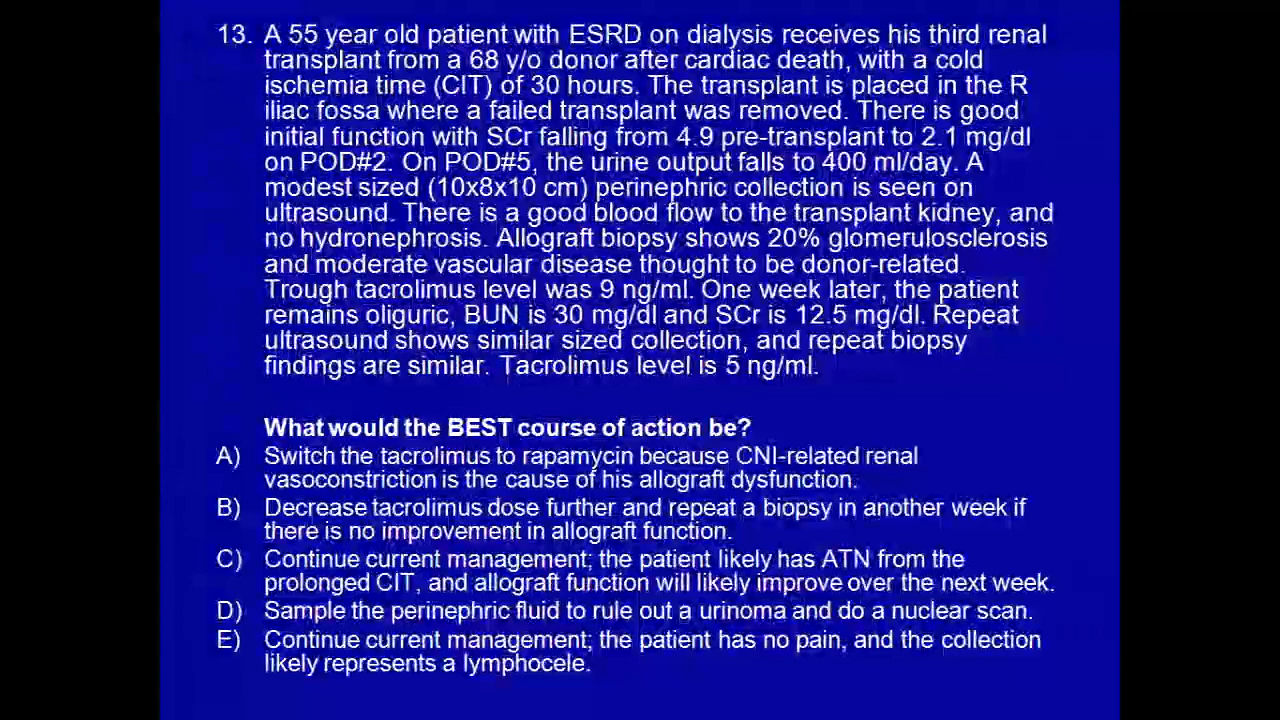 13. A 55 year old patient with ESRD on dialysis receives his third renal
transplant from a 68 y/o donor after cardiac death, with a cold
ischemia time (CIT) of 30 hours. The transplant is placed in the R
iliac fossa where a failed transplant was removed. There is good
initial function with SCr falling from 4.9 pre-transplant to 2.1 mg/dl
on POD#2. On POD#5, the urine output falls to 400 ml/day. A
modest sized (10x8x10 cm) perinephric collection is seen on
ultrasound. There is a good blood flow to the transplant kidney, and
no hydronephrosis. Allograft biopsy shows 20% glomerulosclerosis
and moderate vascular disease thought to be donor-related.
Trough tacrolimus level was 9 ng/ml. One week later, the patient
remains oliguric, BUN is 30 mg/dl and SCr is 12.5 mg/dl. Repeat
ultrasound shows similar sized collection, and repeat biopsy
findings are similar. Tacrolimus level is 5 ng/ml.
What would the BEST course of action be?
A) Switch the tacrolimus to rapamycin because CNI-related renal
vasoconstriction is the cause of his allograft dysfunction.
B) Decrease tacrolimus dose further and repeat a biopsy in another week if
there is no improvement in allograft function.
C) Continue current management; the patient likely has ATN from the
prolonged CIT, and allograft function will likely improve over the next week.
D) Sample the perinephric fluid to rule out a urinoma and do a nuclear scan.
E) Continue current management; the patient has no pain, and the collection
likely represents a lymphocele.